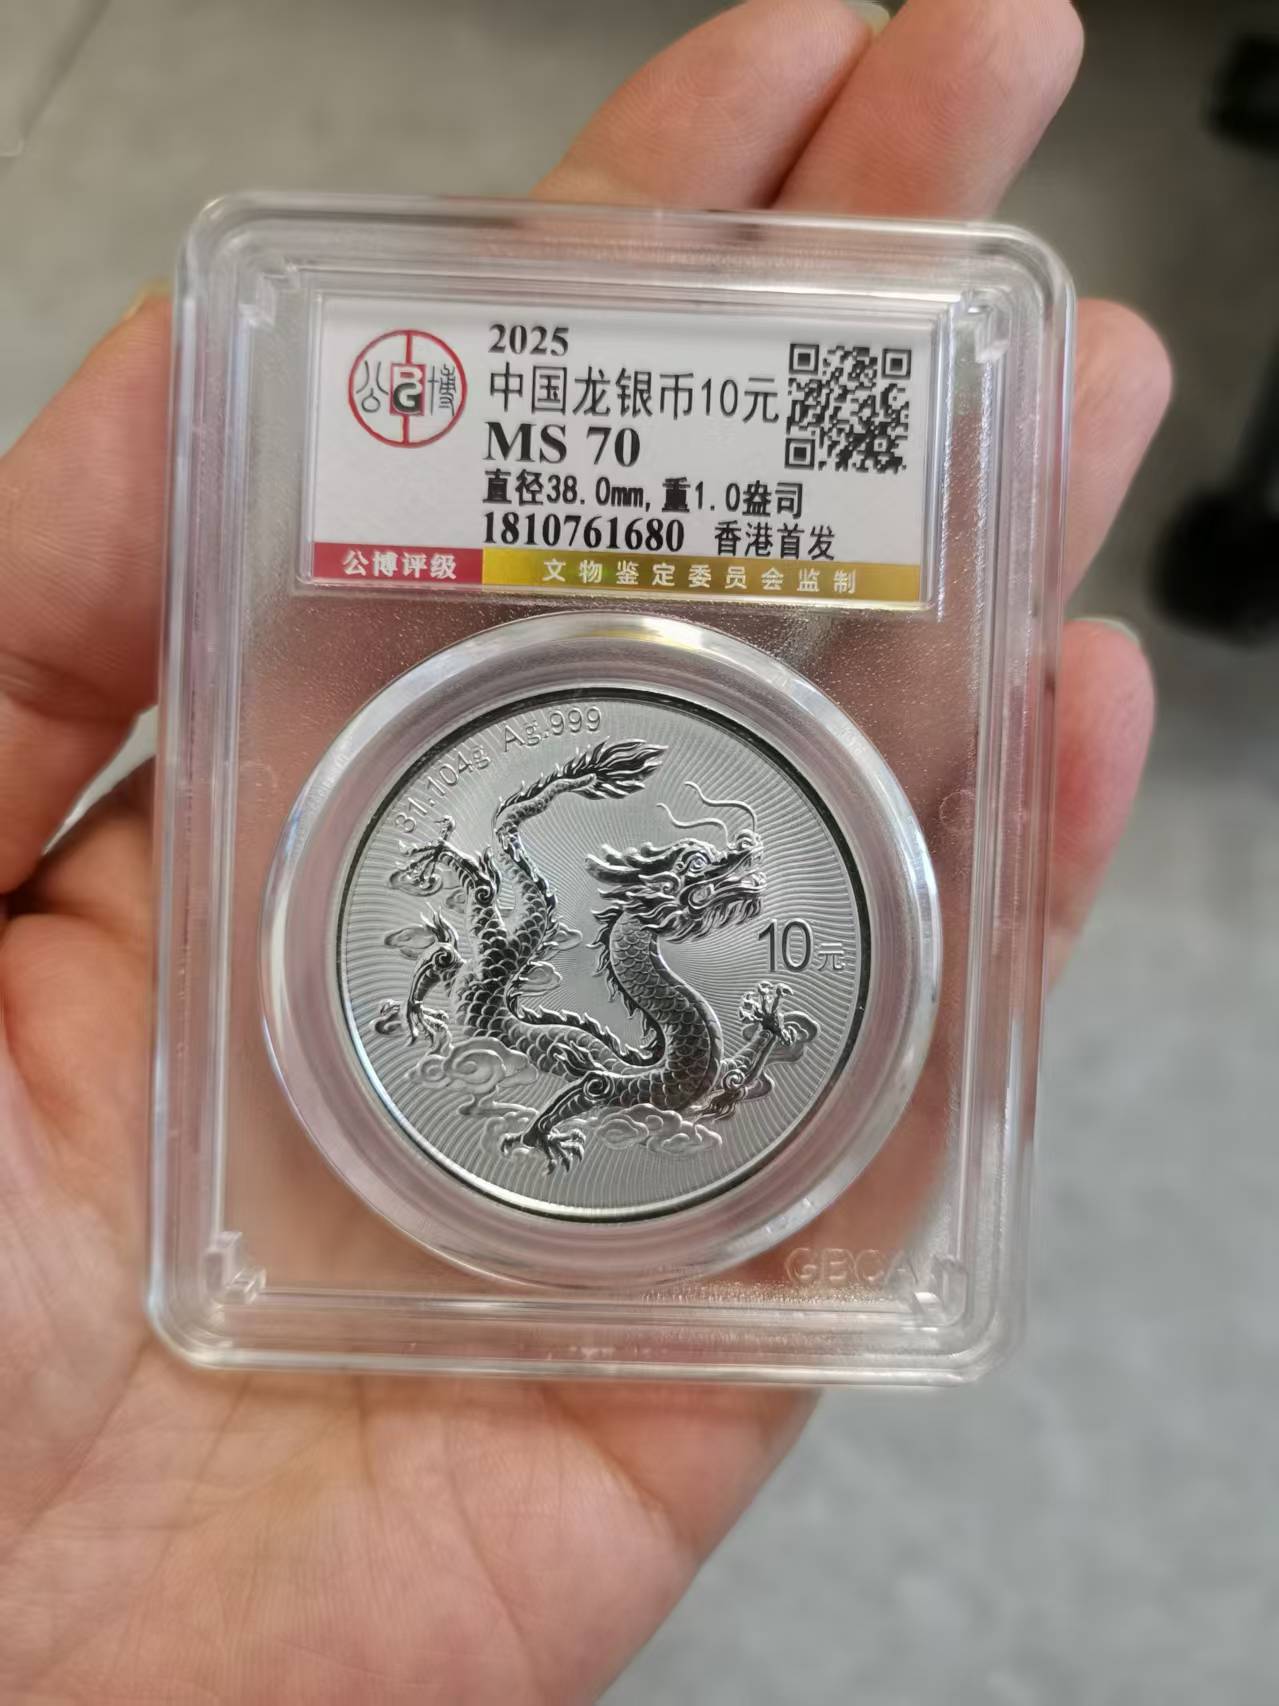 2025
公博
中国龙银币10元
MS 70
直径38.0mm,重1.0盎司
1810761680 香港首发
公博评级 文物鉴定委员会监制
31.104g Ag.999
10元
GBCA